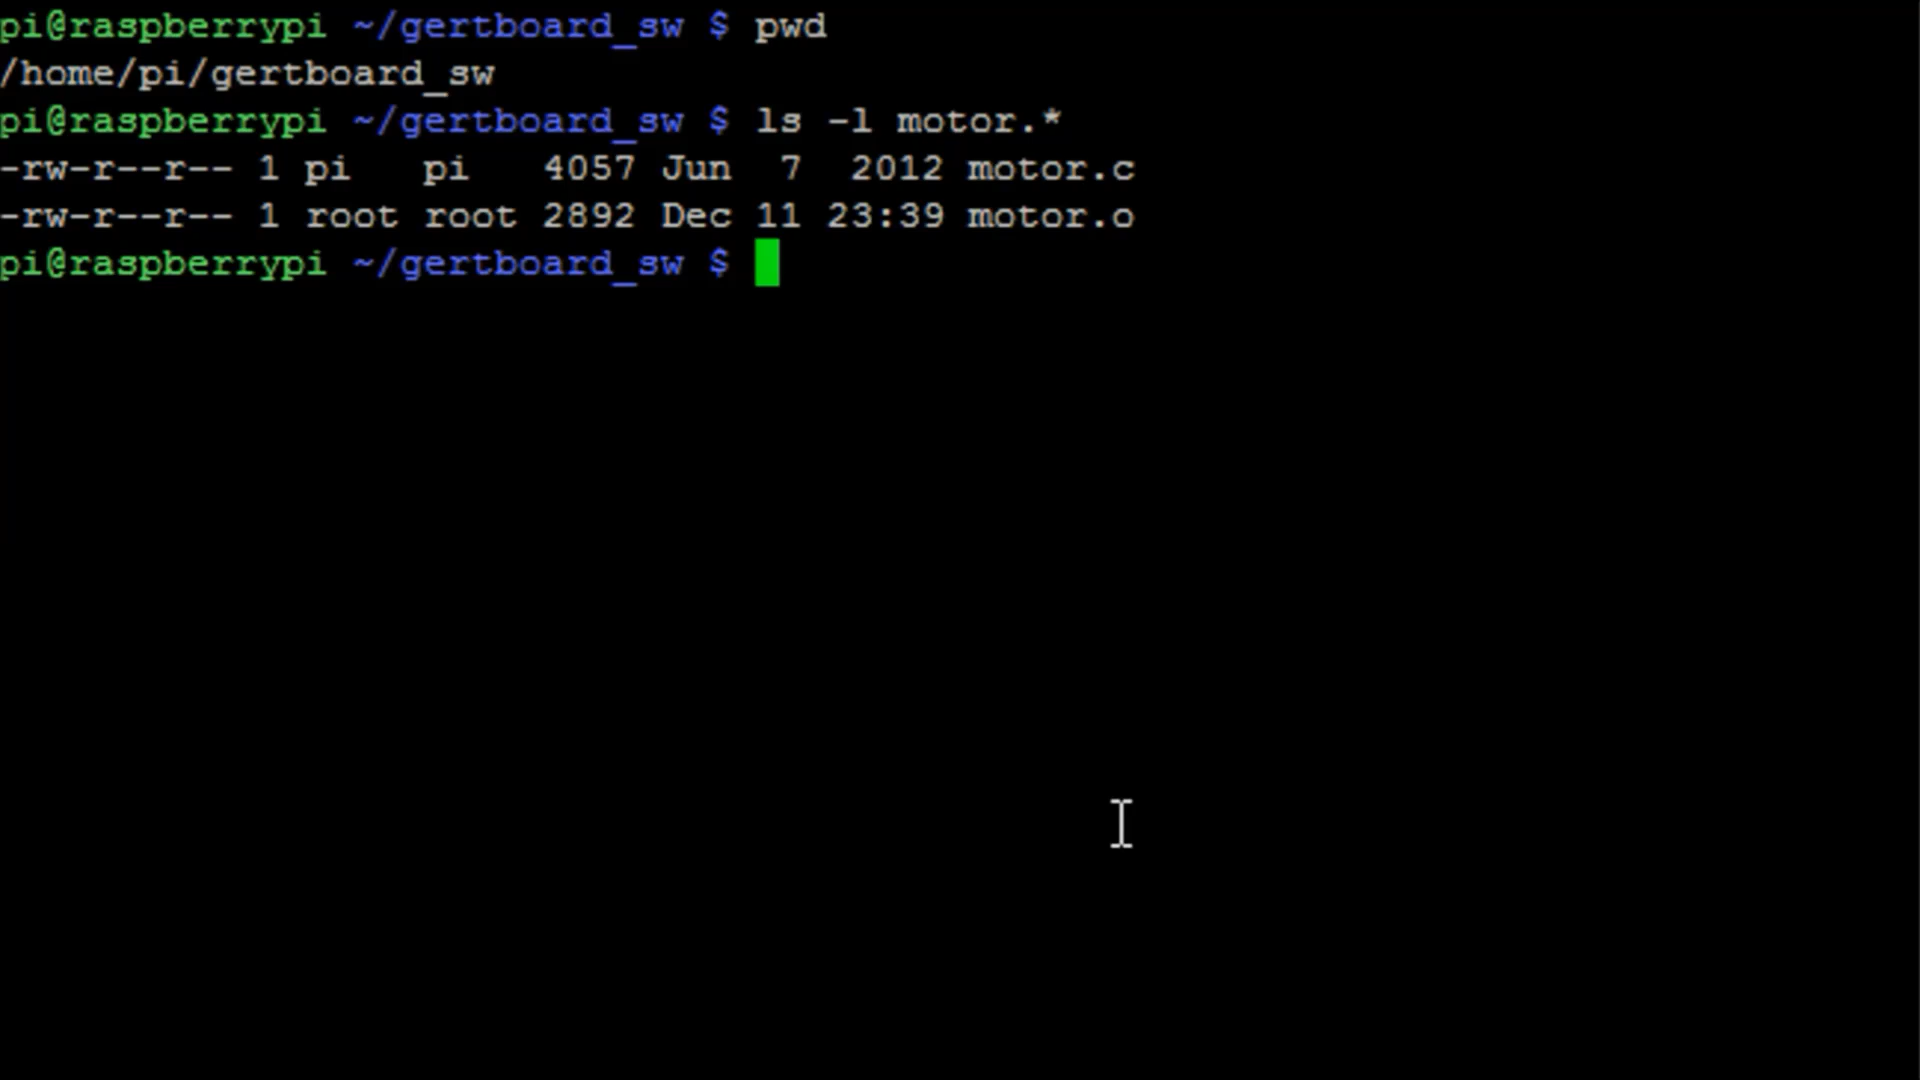 pi@raspberrypi ~/gertboard_sw $ pwd
/home/pi/gertboard_sw
pi@raspberrypi ~/gertboard_sw $ ls -l motor.*
-rw-r--r-- 1 pi   pi   4057 Jun  7  2012 motor.c
-rw-r--r-- 1 root root 2892 Dec 11 23:39 motor.o
pi@raspberrypi ~/gertboard_sw $